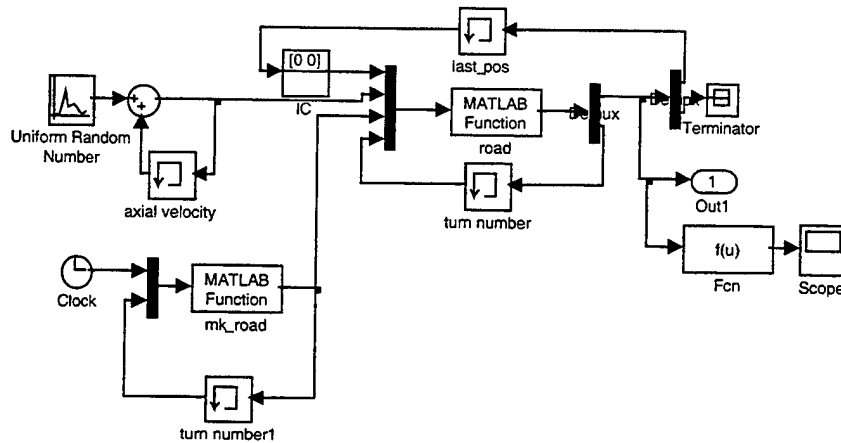 last_pos
[0 0]
IC
Uniform Random
Number
axial velocity
MATLAB
Function
road
Terminator
turn number
1
Out1
f(u)
Fcn
Scope
Clock
MATLAB
Function
mk_road
turn number1